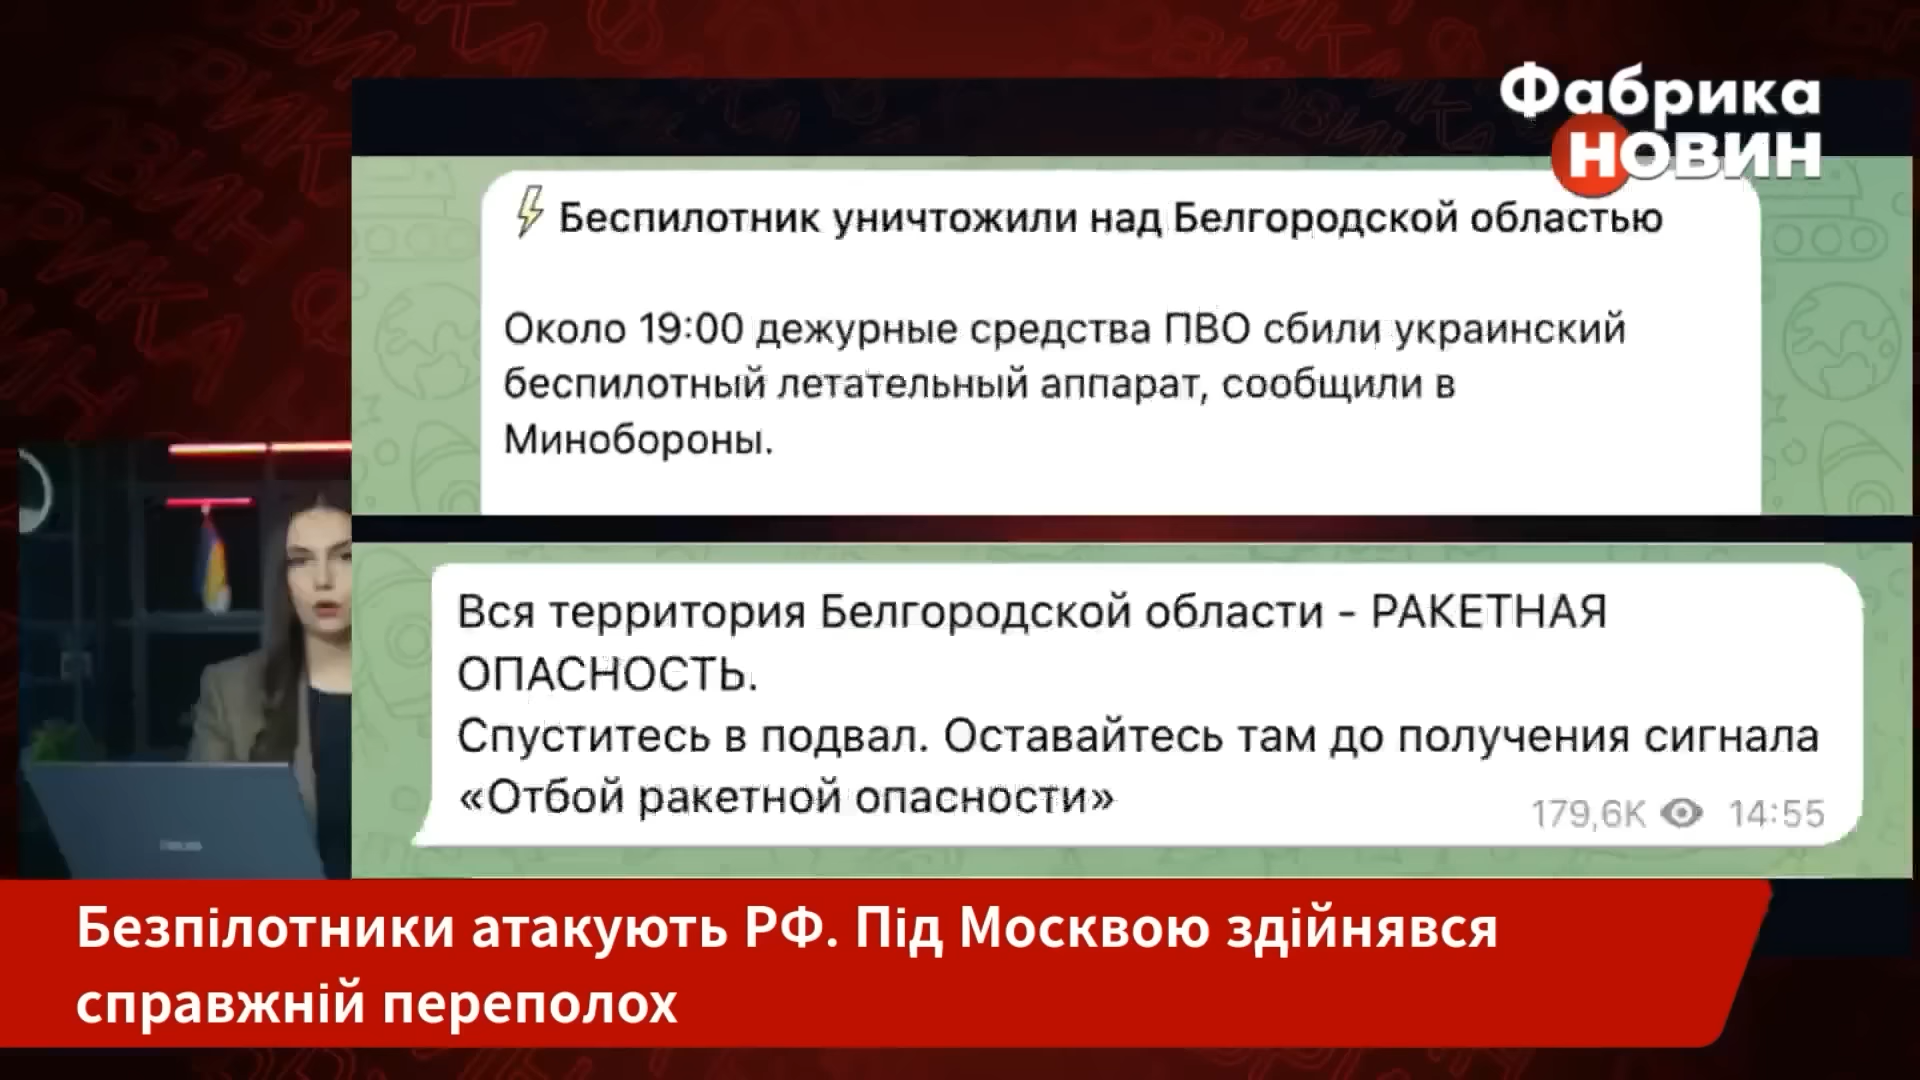 Фабрика
новин
Беспилотник уничтожили над Белгородской областью
Около 19:00 дежурные средства ПВО сбили украинский
беспилотный летательный аппарат, сообщили в
Минобороны.
Вся территория Белгородской области - РАКЕТНАЯ
ОПАСНОСТЬ.
Спуститесь в подвал. Оставайтесь там до получения сигнала
«Отбой ракетной опасности»
179,6K 14:55
Безпілотники атакують РФ. Під Москвою здійнявся
справжній переполох